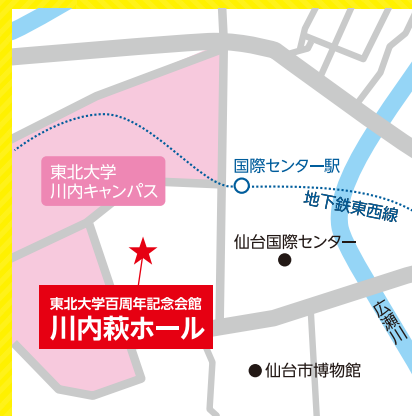 東北大学
川内キャンパス
国際センター駅
地下鉄東西線
仙台国際センター
東北大学百周年記念会館
川内萩ホール
広瀬川
仙台市博物館